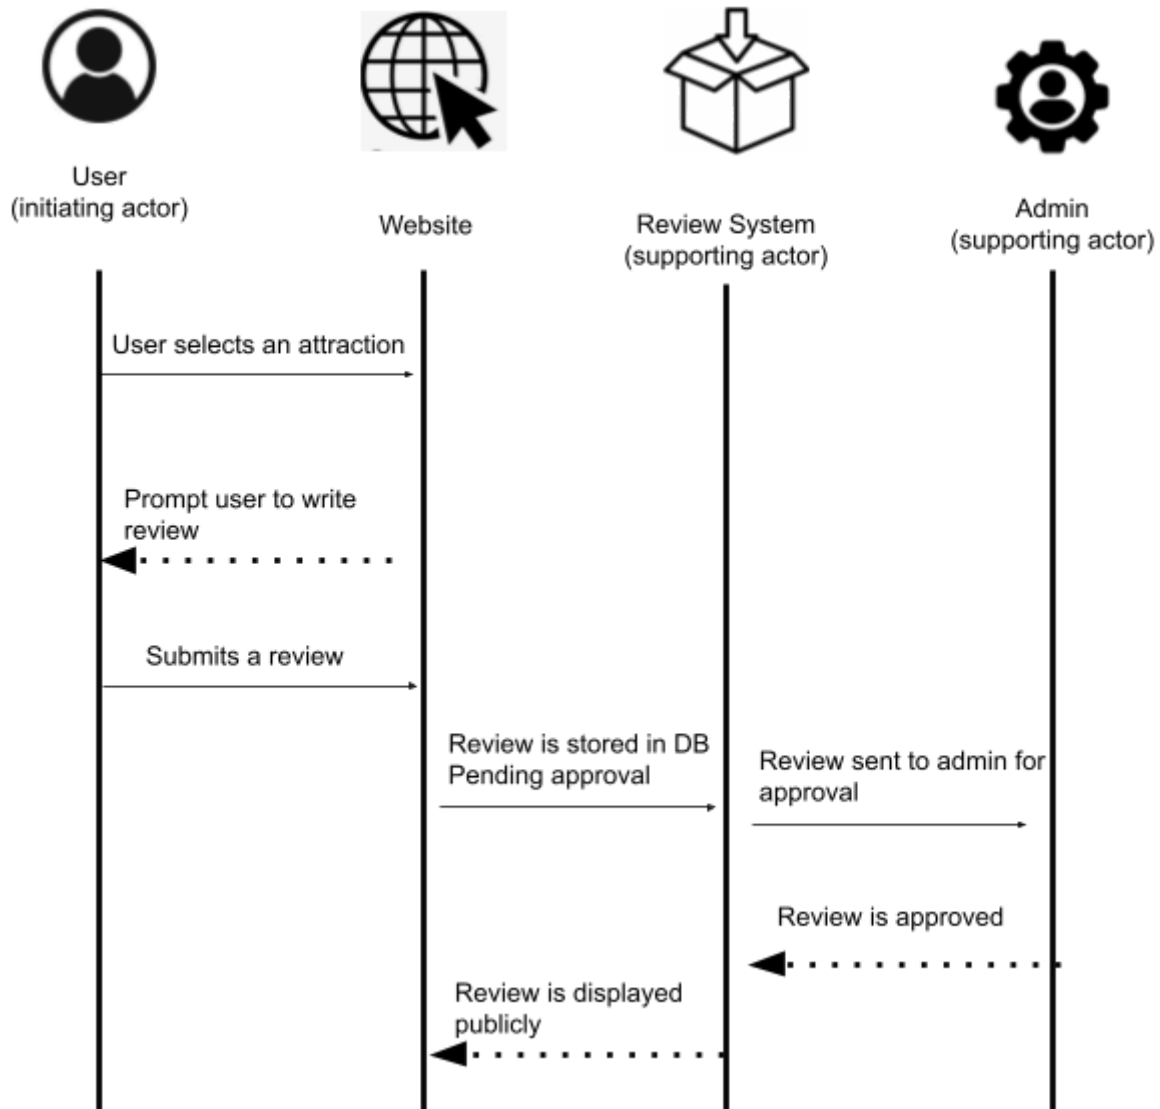 User
(initiating actor)
Website
Review System
(supporting actor)
Admin
(supporting actor)
User selects an attraction
Prompt user to write
review
Submits a review
Review is stored in DB
Pending approval
Review sent to admin for
approval
Review is approved
Review is displayed
publicly